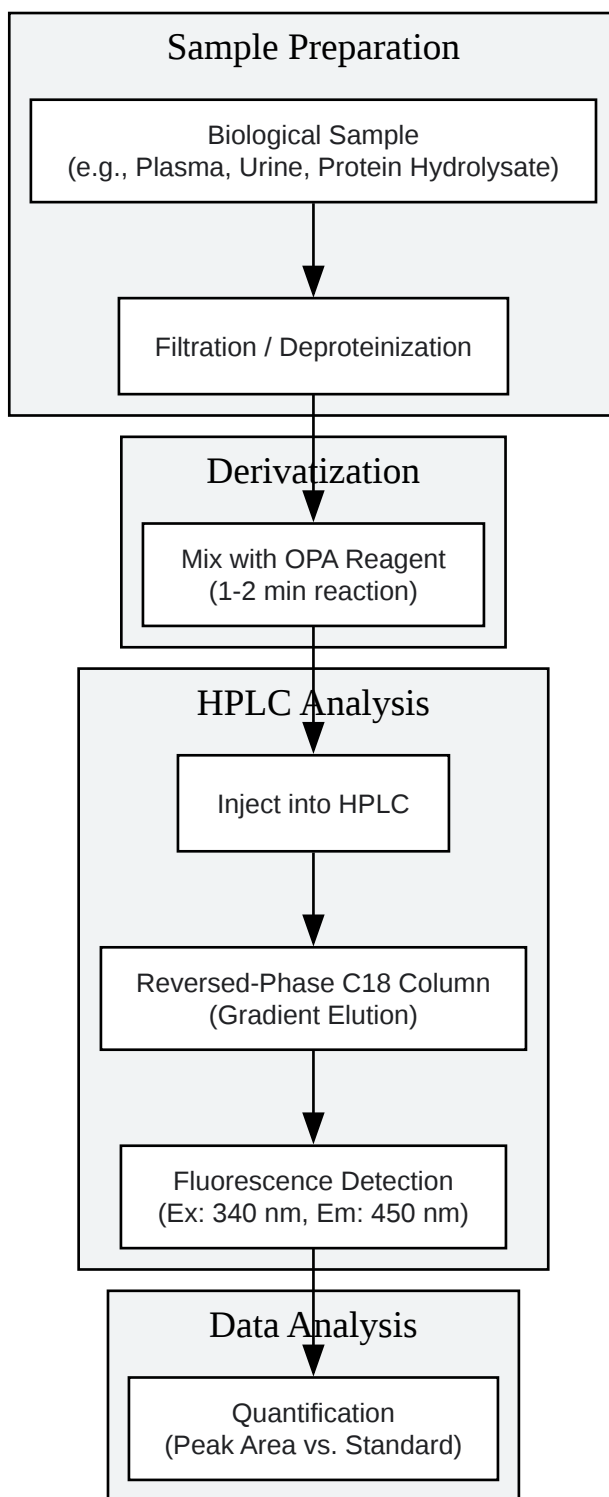 Sample Preparation
Biological Sample
(e.g., Plasma, Urine, Protein Hydrolysate)
Filtration / Deproteinization
Derivatization
Mix with OPA Reagent
(1-2 min reaction)
HPLC Analysis
Inject into HPLC
Reversed-Phase C18 Column
(Gradient Elution)
Fluorescence Detection
(Ex: 340 nm, Em: 450 nm)
Data Analysis
Quantification
(Peak Area vs. Standard)